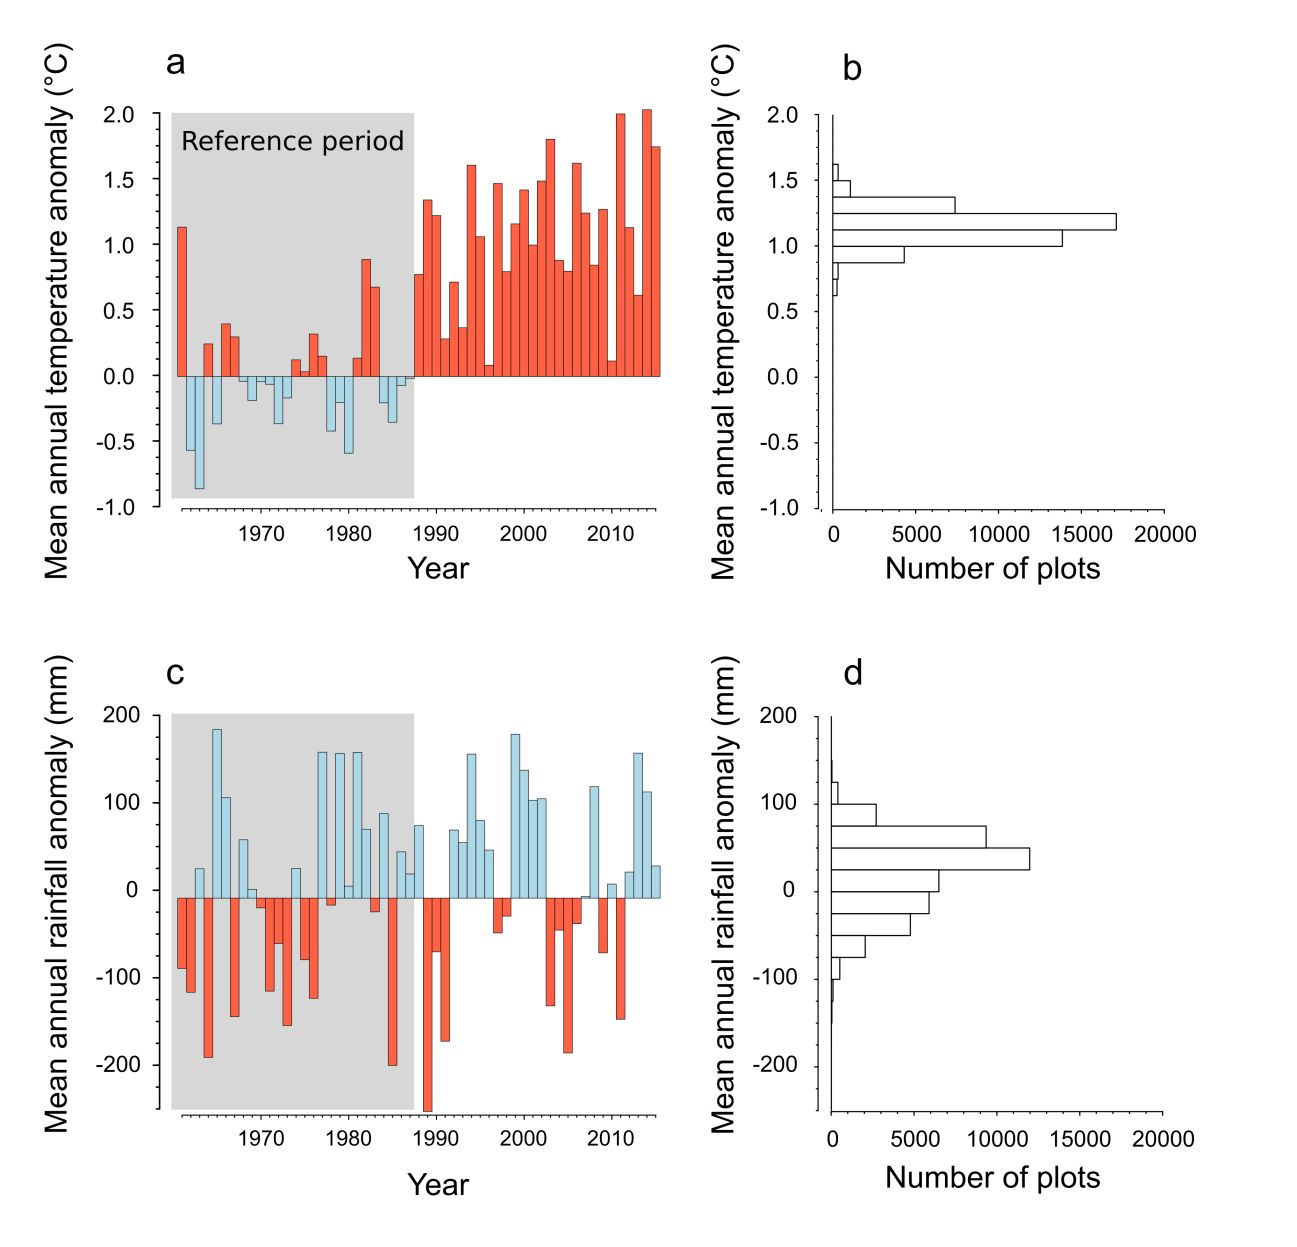 a
Mean annual temperature anomaly (°C)
2.0
1.5
1.0
0.5
0.0
-0.5
-1.0
Reference period
1970 1980 1990 2000 2010
Year
b
Mean annual temperature anomaly (°C)
2.0
1.5
1.0
0.5
0.0
-0.5
-1.0
0 5000 10000 15000 20000
Number of plots
c
Mean annual rainfall anomaly (mm)
200
100
0
-100
-200
1970 1980 1990 2000 2010
Year
d
Mean annual rainfall anomaly (mm)
200
100
0
-100
-200
0 5000 10000 15000 20000
Number of plots